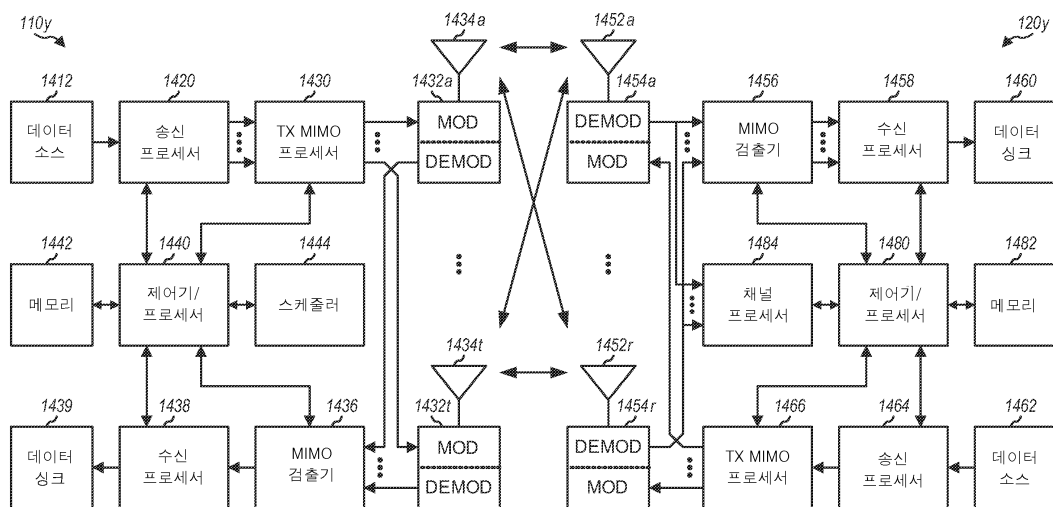 110y
120y
1434a
1452a
1412
1420
1430
1432a
1454a
1456
1458
1460
데이터
소스
송신
프로세서
TX MIMO
프로세서
MOD
DEMOD
DEMOD
MOD
MIMO
검출기
수신
프로세서
데이터
싱크
1442
1440
1444
1484
1480
1482
메모리
제어기/
프로세서
스케줄러
채널
프로세서
제어기/
프로세서
메모리
1434t
1452r
1439
1438
1436
1432t
1454r
1466
1464
1462
데이터
싱크
수신
프로세서
MIMO
검출기
MOD
DEMOD
DEMOD
MOD
TX MIMO
프로세서
송신
프로세서
데이터
소스